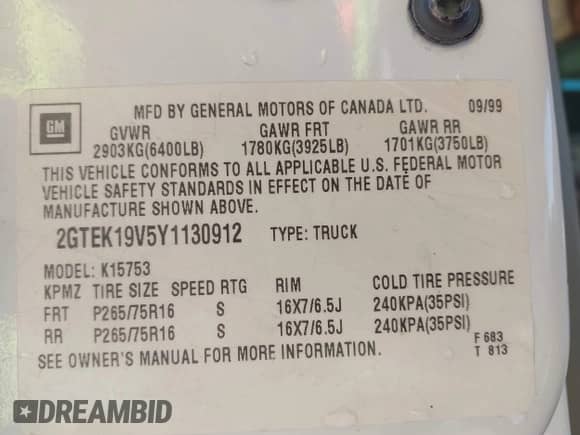 MFD BY GENERAL MOTORS OF CANADA LTD. 09/99
GM
GVWR GAWR FRT GAWR RR
2903KG(6400LB) 1780KG(3925LB) 1701KG(3750LB)
THIS VEHICLE CONFORMS TO ALL APPLICABLE U.S. FEDERAL MOTOR
VEHICLE SAFETY STANDARDS IN EFFECT ON THE DATE OF
MANUFACTURE SHOWN ABOVE.
2GTEK19V5Y1130912 TYPE: TRUCK
MODEL: K15753
KPMZ TIRE SIZE SPEED RTG RIM COLD TIRE PRESSURE
FRT P265/75R16 S 16X7/6.5J 240KPA(35PSI)
RR P265/75R16 S 16X7/6.5J 240KPA(35PSI)
SEE OWNER'S MANUAL FOR MORE INFORMATION.
F 683
T 813
DREAMBID